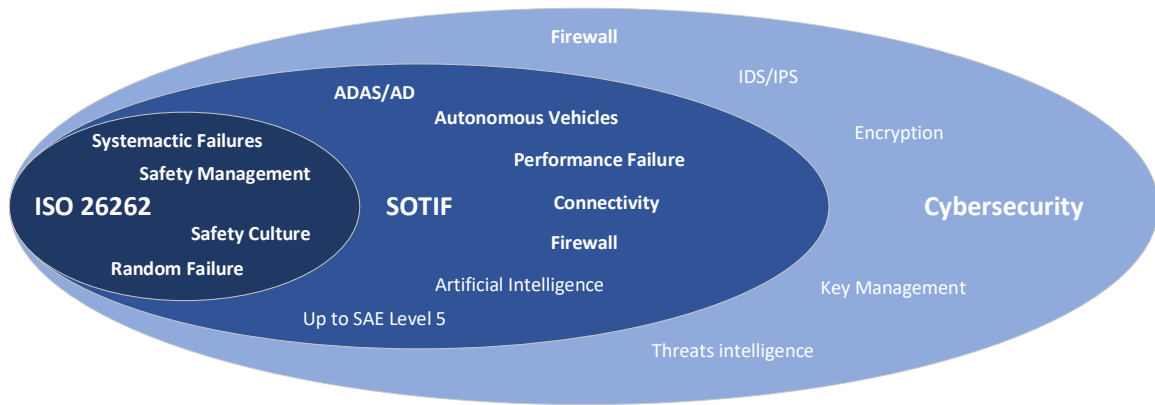 Firewall
IDS/IPS
ADAS/AD
Autonomous Vehicles
Encryption
Systemactic Failures
Performance Failure
Safety Management
ISO 26262
SOTIF
Connectivity
Cybersecurity
Safety Culture
Firewall
Random Failure
Artificial Intelligence
Key Management
Up to SAE Level 5
Threats intelligence